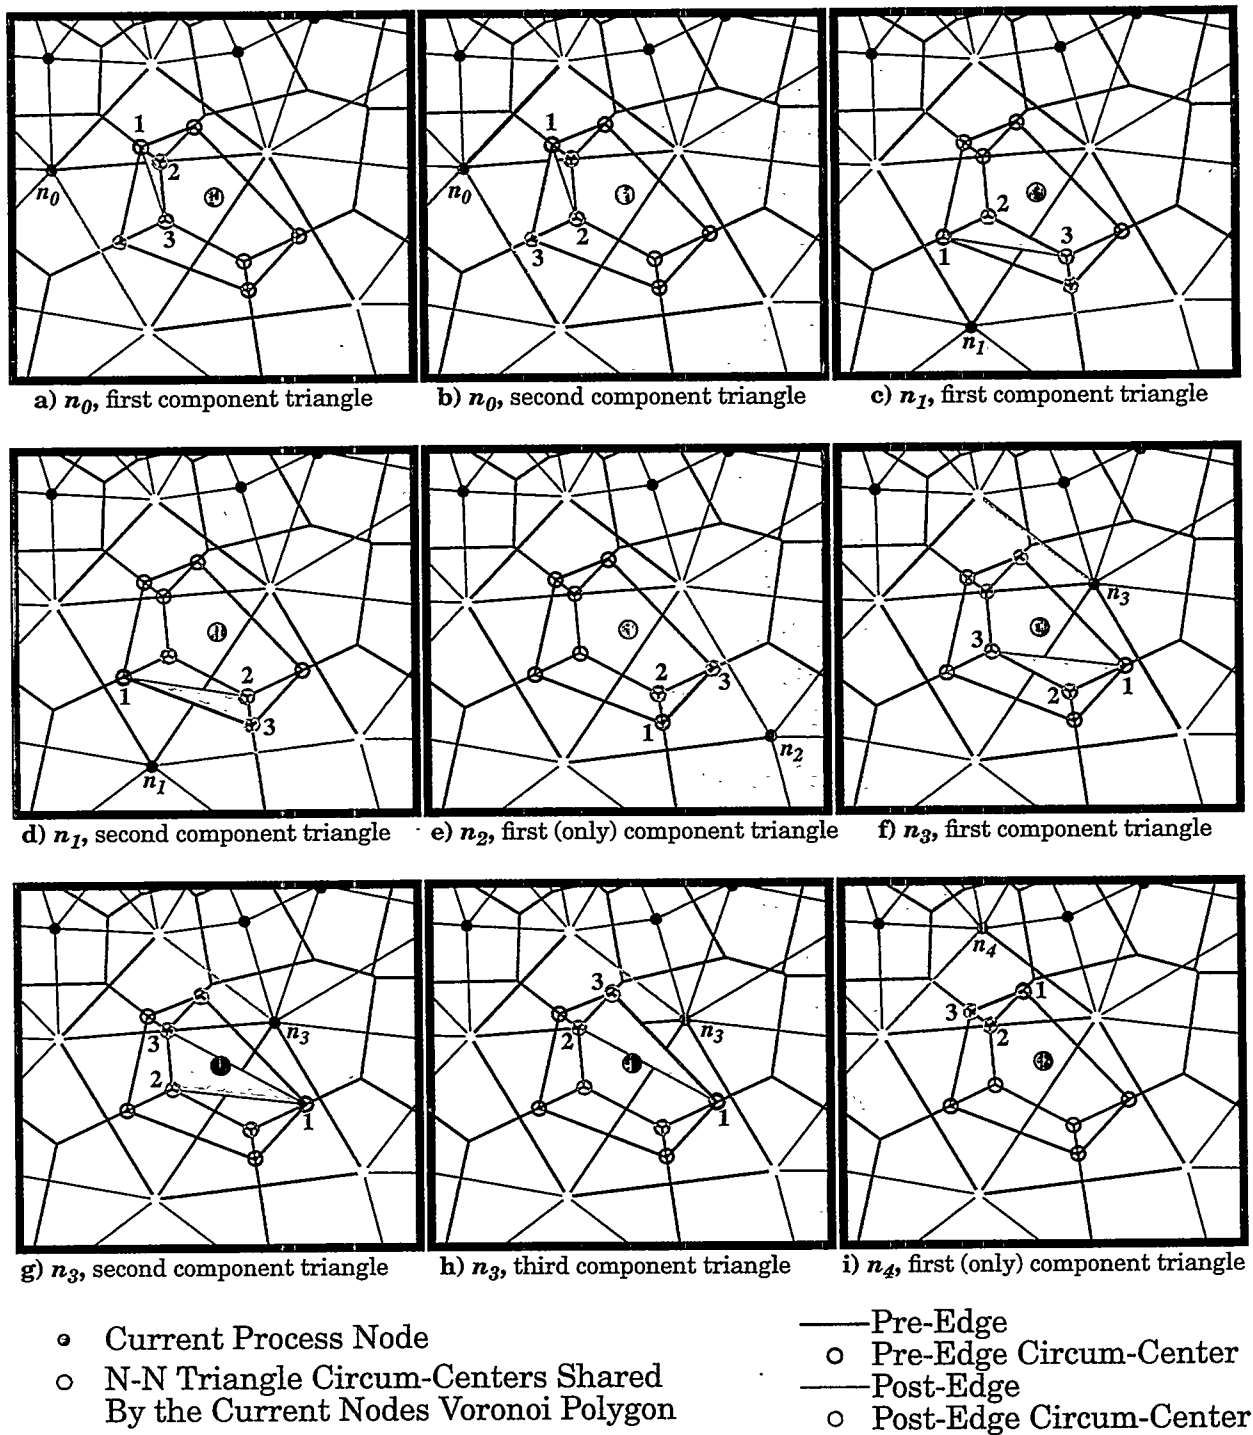 1
2
n0
3
a) n0, first component triangle
1
n0
2
3
b) n0, second component triangle
2
3
1
n1
c) n1, first component triangle
2
1
3
n1
d) n1, second component triangle
2
3
1
n2
e) n2, first (only) component triangle
n3
3
2
1
f) n3, first component triangle
n3
3
2
1
g) n3, second component triangle
3
n3
2
1
h) n3, third component triangle
n4
1
3
2
i) n4, first (only) component triangle
Current Process Node
N-N Triangle Circum-Centers Shared
By the Current Nodes Voronoi Polygon
Pre-Edge
Pre-Edge Circum-Center
Post-Edge
Post-Edge Circum-Center